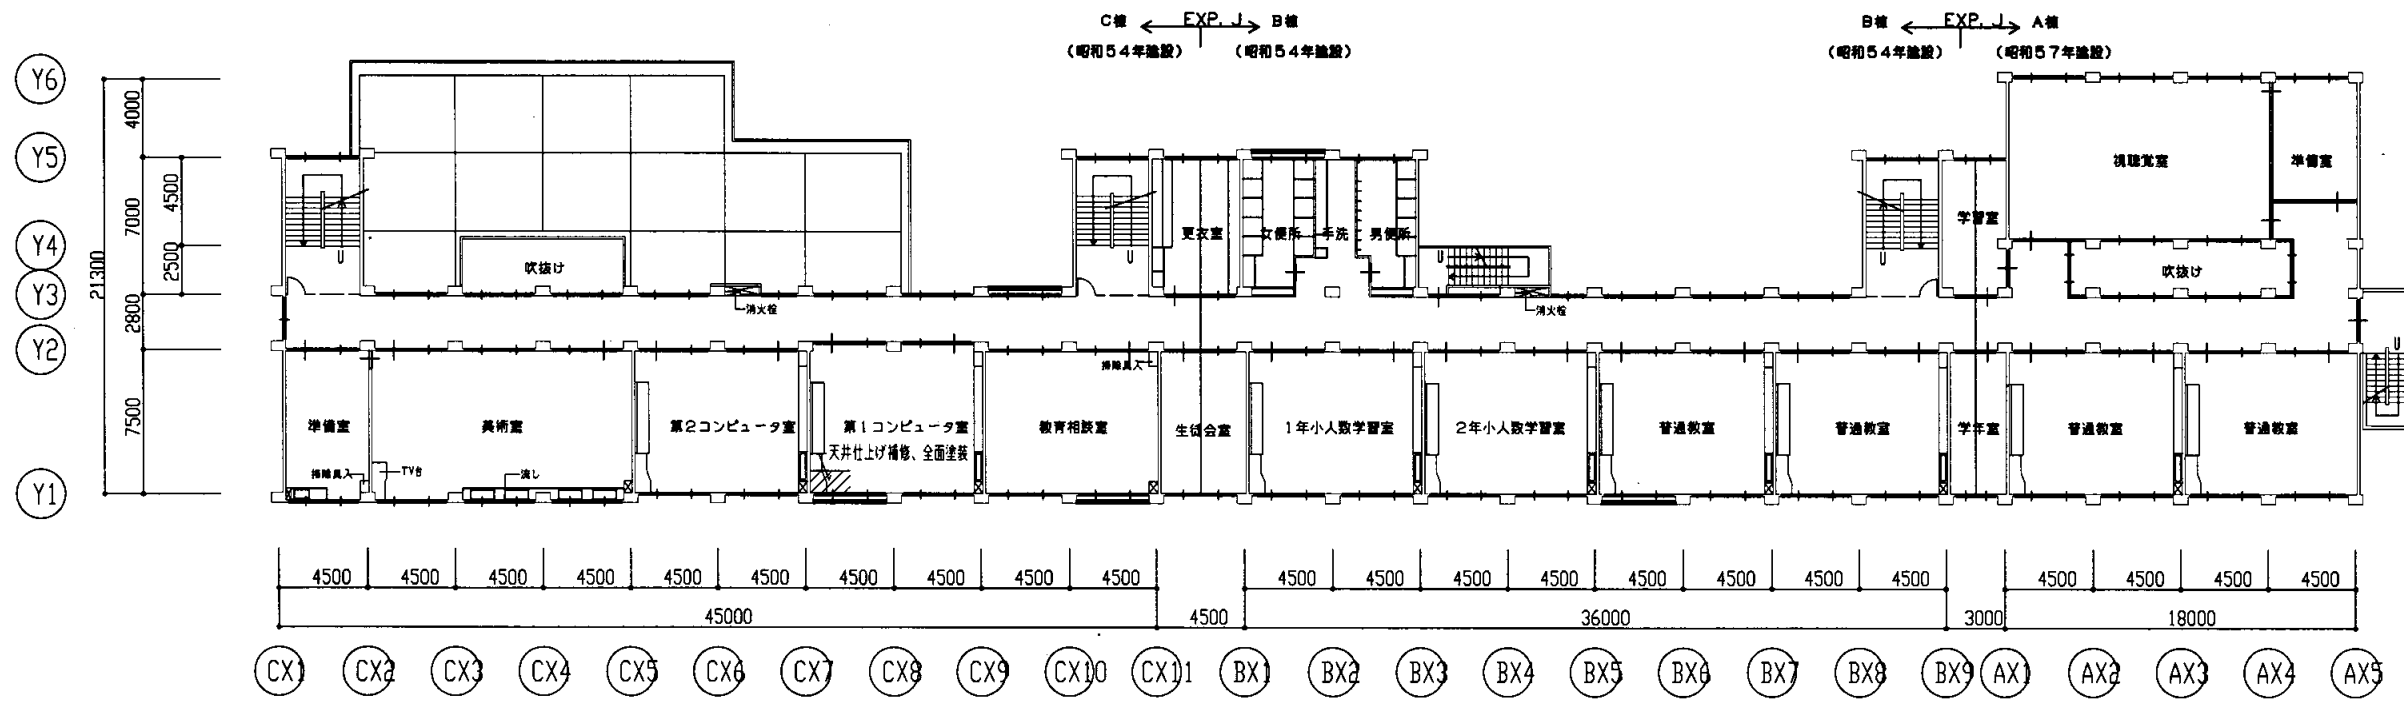 C棟 EXP. J B棟
(昭和54年建設) (昭和54年建設)
B棟 EXP. J A棟
(昭和54年建設) (昭和57年建設)
Y6
Y5
Y4
Y3
Y2
Y1
4000
7000
4500
2500
21300
2800
7500
吹抜け
消火栓
更衣室
女便所
手洗
男便所
消火栓
学習室
視聴覚室
準備室
吹抜け
U
U
U
U
U
準備室
掃除具入
美術室
TV台
流し
第2コンピュータ室
第1コンピュータ室
天井仕上げ補修、全面塗装
教育相談室
掃除具入
生徒会室
1年小人数学習室
2年小人数学習室
普通教室
普通教室
学年室
普通教室
普通教室
4500 4500 4500 4500 4500 4500 4500 4500 4500 4500 4500 4500 4500 4500 4500 4500 4500 4500 4500 4500 4500 4500
45000 4500 36000 3000 18000
CX1 CX2 CX3 CX4 CX5 CX6 CX7 CX8 CX9 CX10 CX11 BX1 BX2 BX3 BX4 BX5 BX6 BX7 BX8 BX9 AX1 AX2 AX3 AX4 AX5